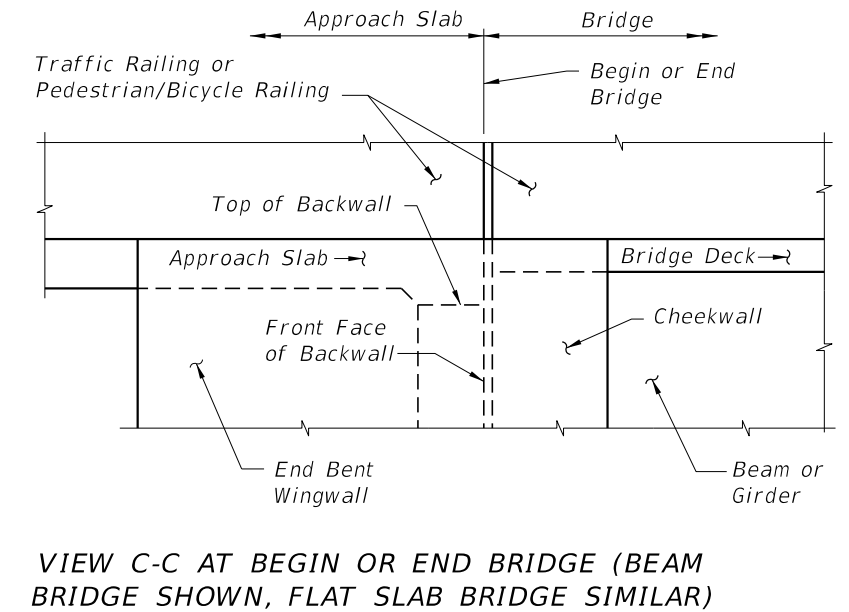 Approach Slab
Bridge
Traffic Railing or
Pedestrian/Bicycle Railing
Begin or End
Bridge
Top of Backwall
Approach Slab
Bridge Deck
Front Face
of Backwall
Cheekwall
End Bent
Wingwall
Beam or
Girder
VIEW C-C AT BEGIN OR END BRIDGE (BEAM
BRIDGE SHOWN, FLAT SLAB BRIDGE SIMILAR)